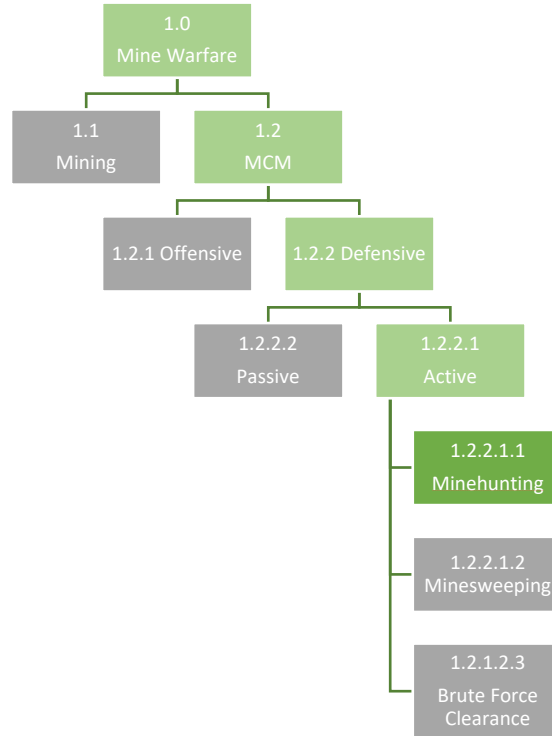 1.0
Mine Warfare
1.1
Mining
1.2
MCM
1.2.1 Offensive
1.2.2 Defensive
1.2.2.2
Passive
1.2.2.1
Active
1.2.2.1.1
Minehunting
1.2.2.1.2
Minesweeping
1.2.1.2.3
Brute Force
Clearance